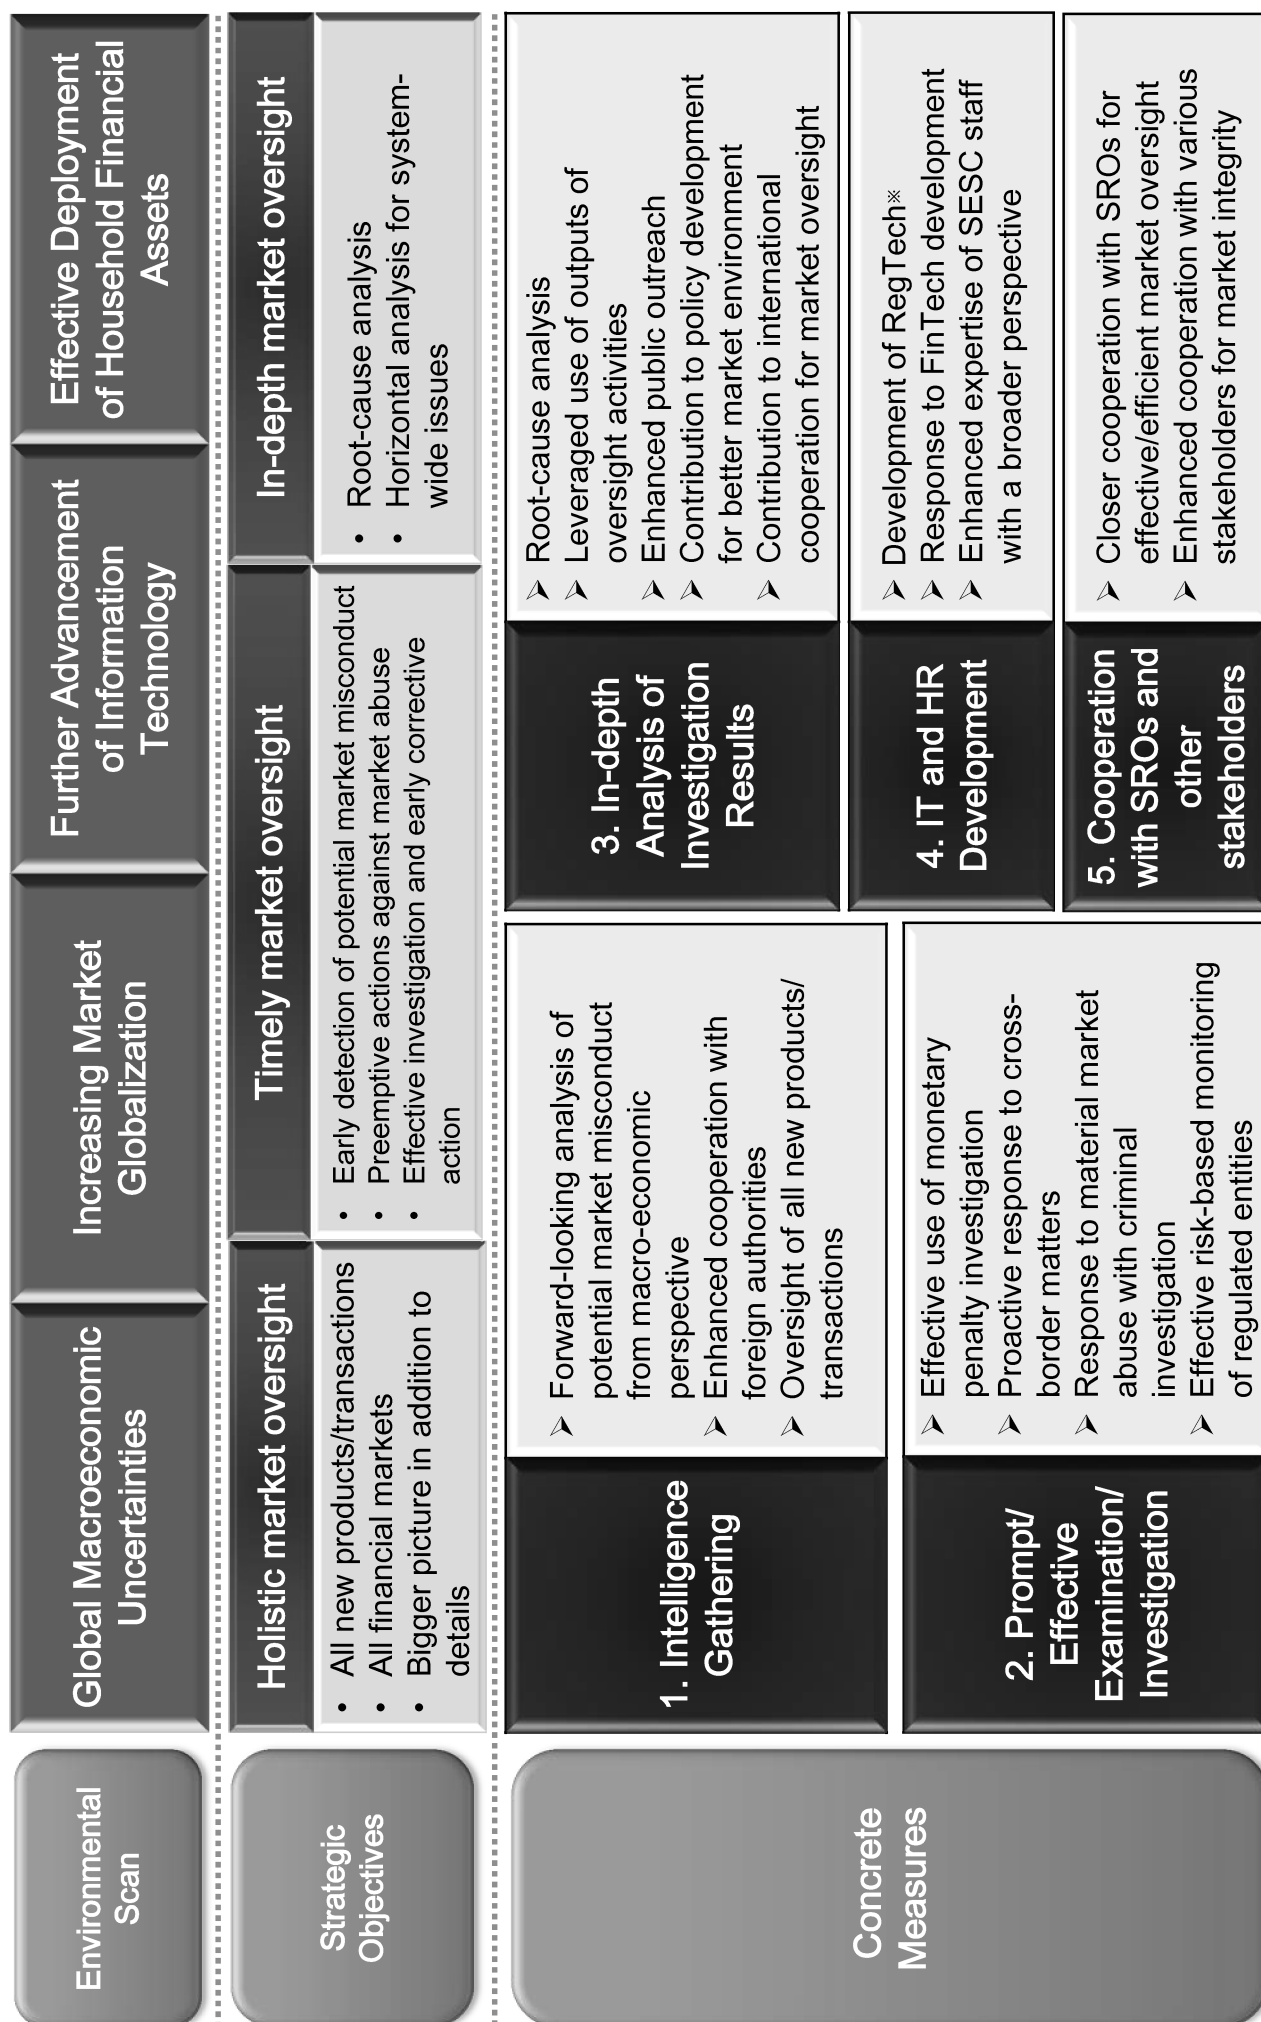 Environmental
Scan
Global Macroeconomic
Uncertainties
Increasing Market
Globalization
Further Advancement
of Information
Technology
Effective Deployment
of Household Financial
Assets
Strategic
Objectives
Holistic market oversight
• All new products/transactions
• All financial markets
• Bigger picture in addition to
details
Timely market oversight
• Early detection of potential market misconduct
• Preemptive actions against market abuse
• Effective investigation and early corrective
action
In-depth market oversight
• Root-cause analysis
• Horizontal analysis for system-
wide issues
Concrete
Measures
1. Intelligence
Gathering
➢ Forward-looking analysis of
potential market misconduct
from macro-economic
perspective
➢ Enhanced cooperation with
foreign authorities
➢ Oversight of all new products/
transactions
2. Prompt/
Effective
Examination/
Investigation
➢ Effective use of monetary
penalty investigation
➢ Proactive response to cross-
border matters
➢ Response to material market
abuse with criminal
investigation
➢ Effective risk-based monitoring
of regulated entities
3. In-depth
Analysis of
Investigation
Results
➢ Root-cause analysis
➢ Leveraged use of outputs of
oversight activities
➢ Enhanced public outreach
➢ Contribution to policy development
for better market environment
➢ Contribution to international
cooperation for market oversight
4. IT and HR
Development
➢ Development of RegTech※
➢ Response to FinTech development
➢ Enhanced expertise of SESC staff
with a broader perspective
5. Cooperation
with SROs and
other
stakeholders
➢ Closer cooperation with SROs for
effective/efficient market oversight
➢ Enhanced cooperation with various
stakeholders for market integrity